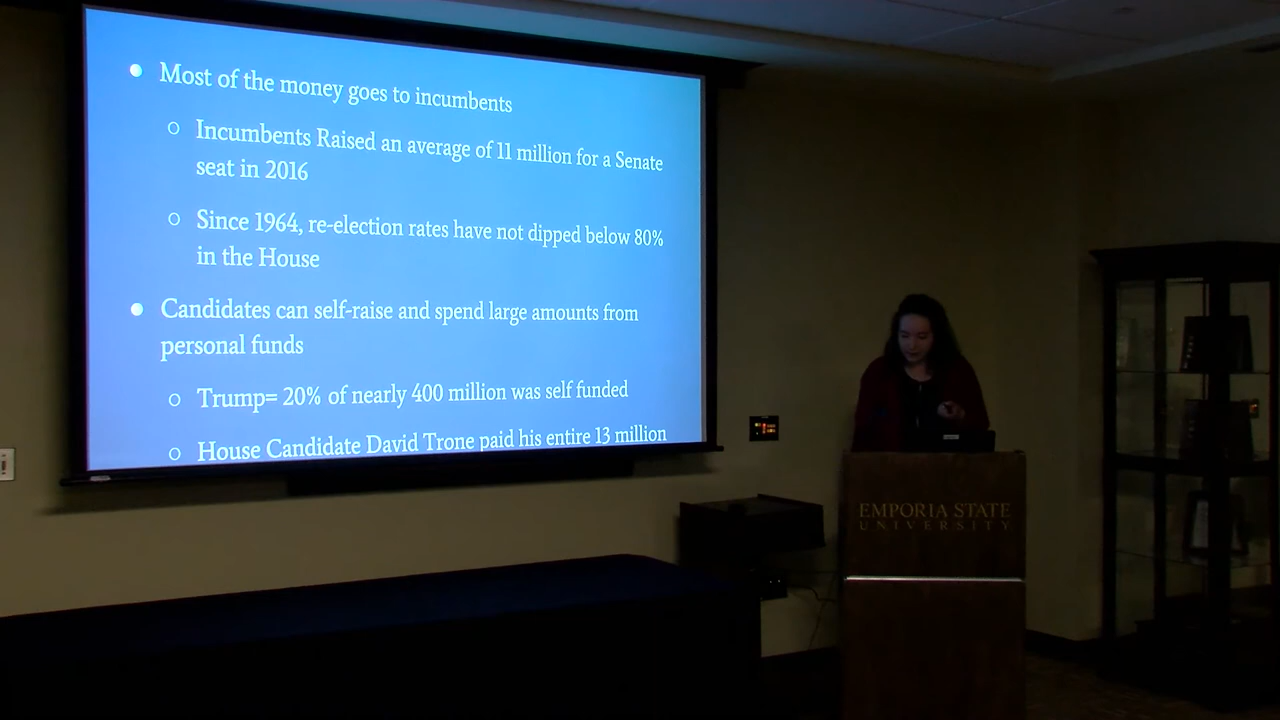 Most of the money goes to incumbents
Incumbents Raised an average of 11 million for a Senate
seat in 2016
Since 1964, re-election rates have not dipped below 80%
in the House
Candidates can self-raise and spend large amounts from
personal funds
Trump= 20% of nearly 400 million was self funded
House Candidate David Trone paid his entire 13 million
EMPORIA STATE
UNIVERSITY